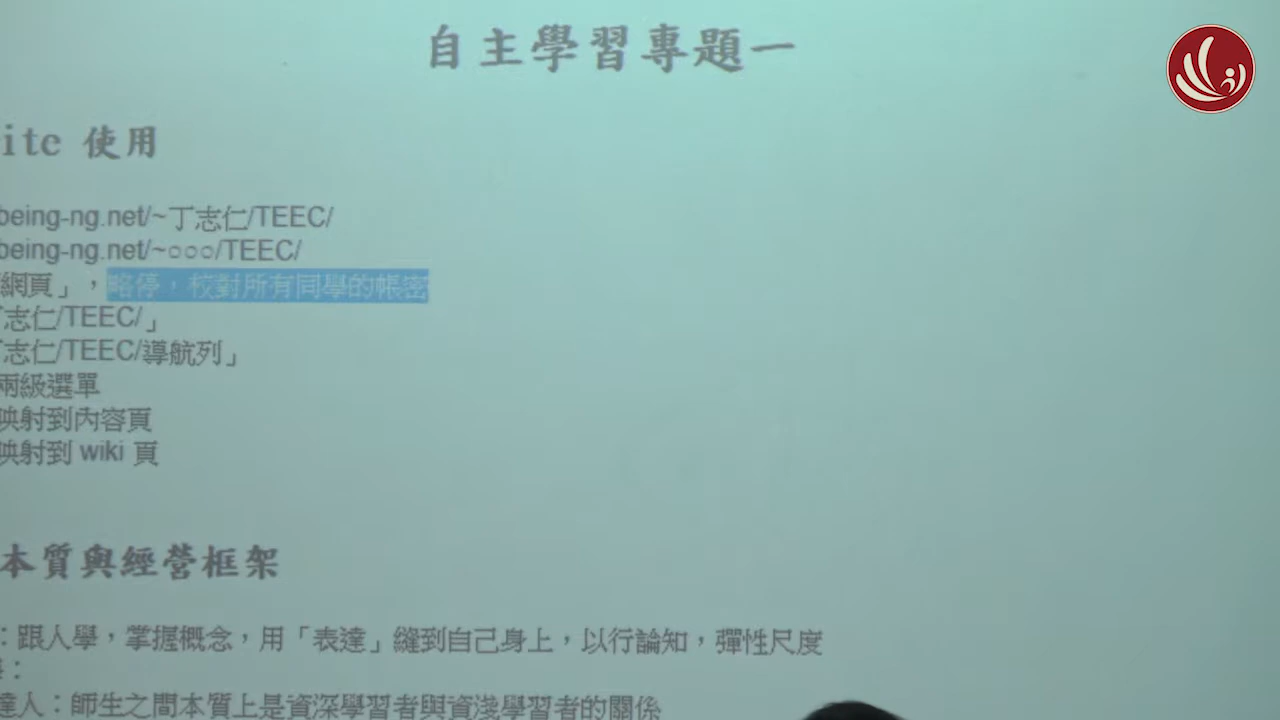 自主學習專題一
ite 使用
being-ng.net/~丁志仁/TEEC/
being-ng.net/~○○○/TEEC/
網頁」，略停，校對所有同學的帳密
丁志仁/TEEC/」
丁志仁/TEEC/導航列」
兩級選單
映射到內容頁
映射到 wiki 頁
本質與經營框架
：跟人學，掌握概念，用「表達」縫到自己身上，以行論知，彈性尺度
：
達人：師生之間本質上是資深學習者與資淺學習者的關係